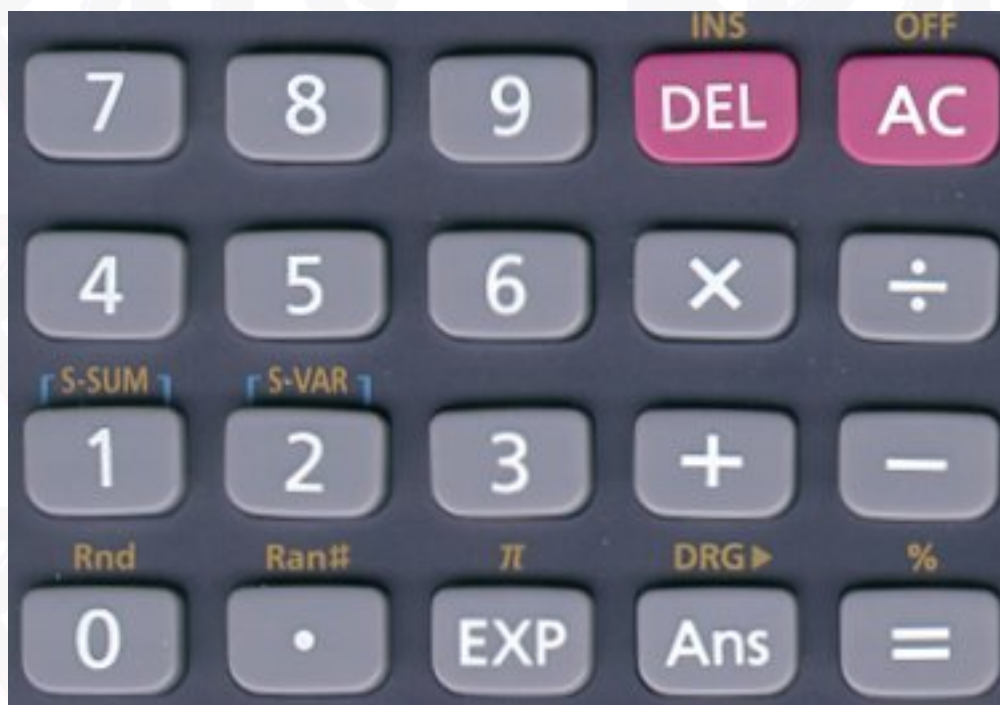 INS OFF
7 8 9 DEL AC
4 5 6 × ÷
S-SUM S-VAR
1 2 3 + −
Rnd Ran# π DRG▶ %
0 . EXP Ans =